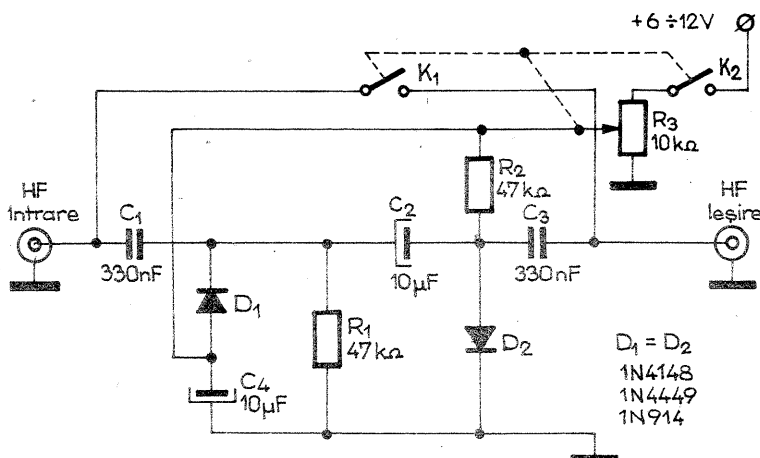 +6 ÷12V
K₁
K₂
R₃
10kΩ
R₂
47kΩ
HF
Intrare
C₁
330nF
C₂
10µF
C₃
330nF
HF
Ieşire
D₁
R₁
47kΩ
D₂
C₄
10µF
D₁ = D₂
1N4148
1N4449
1N914